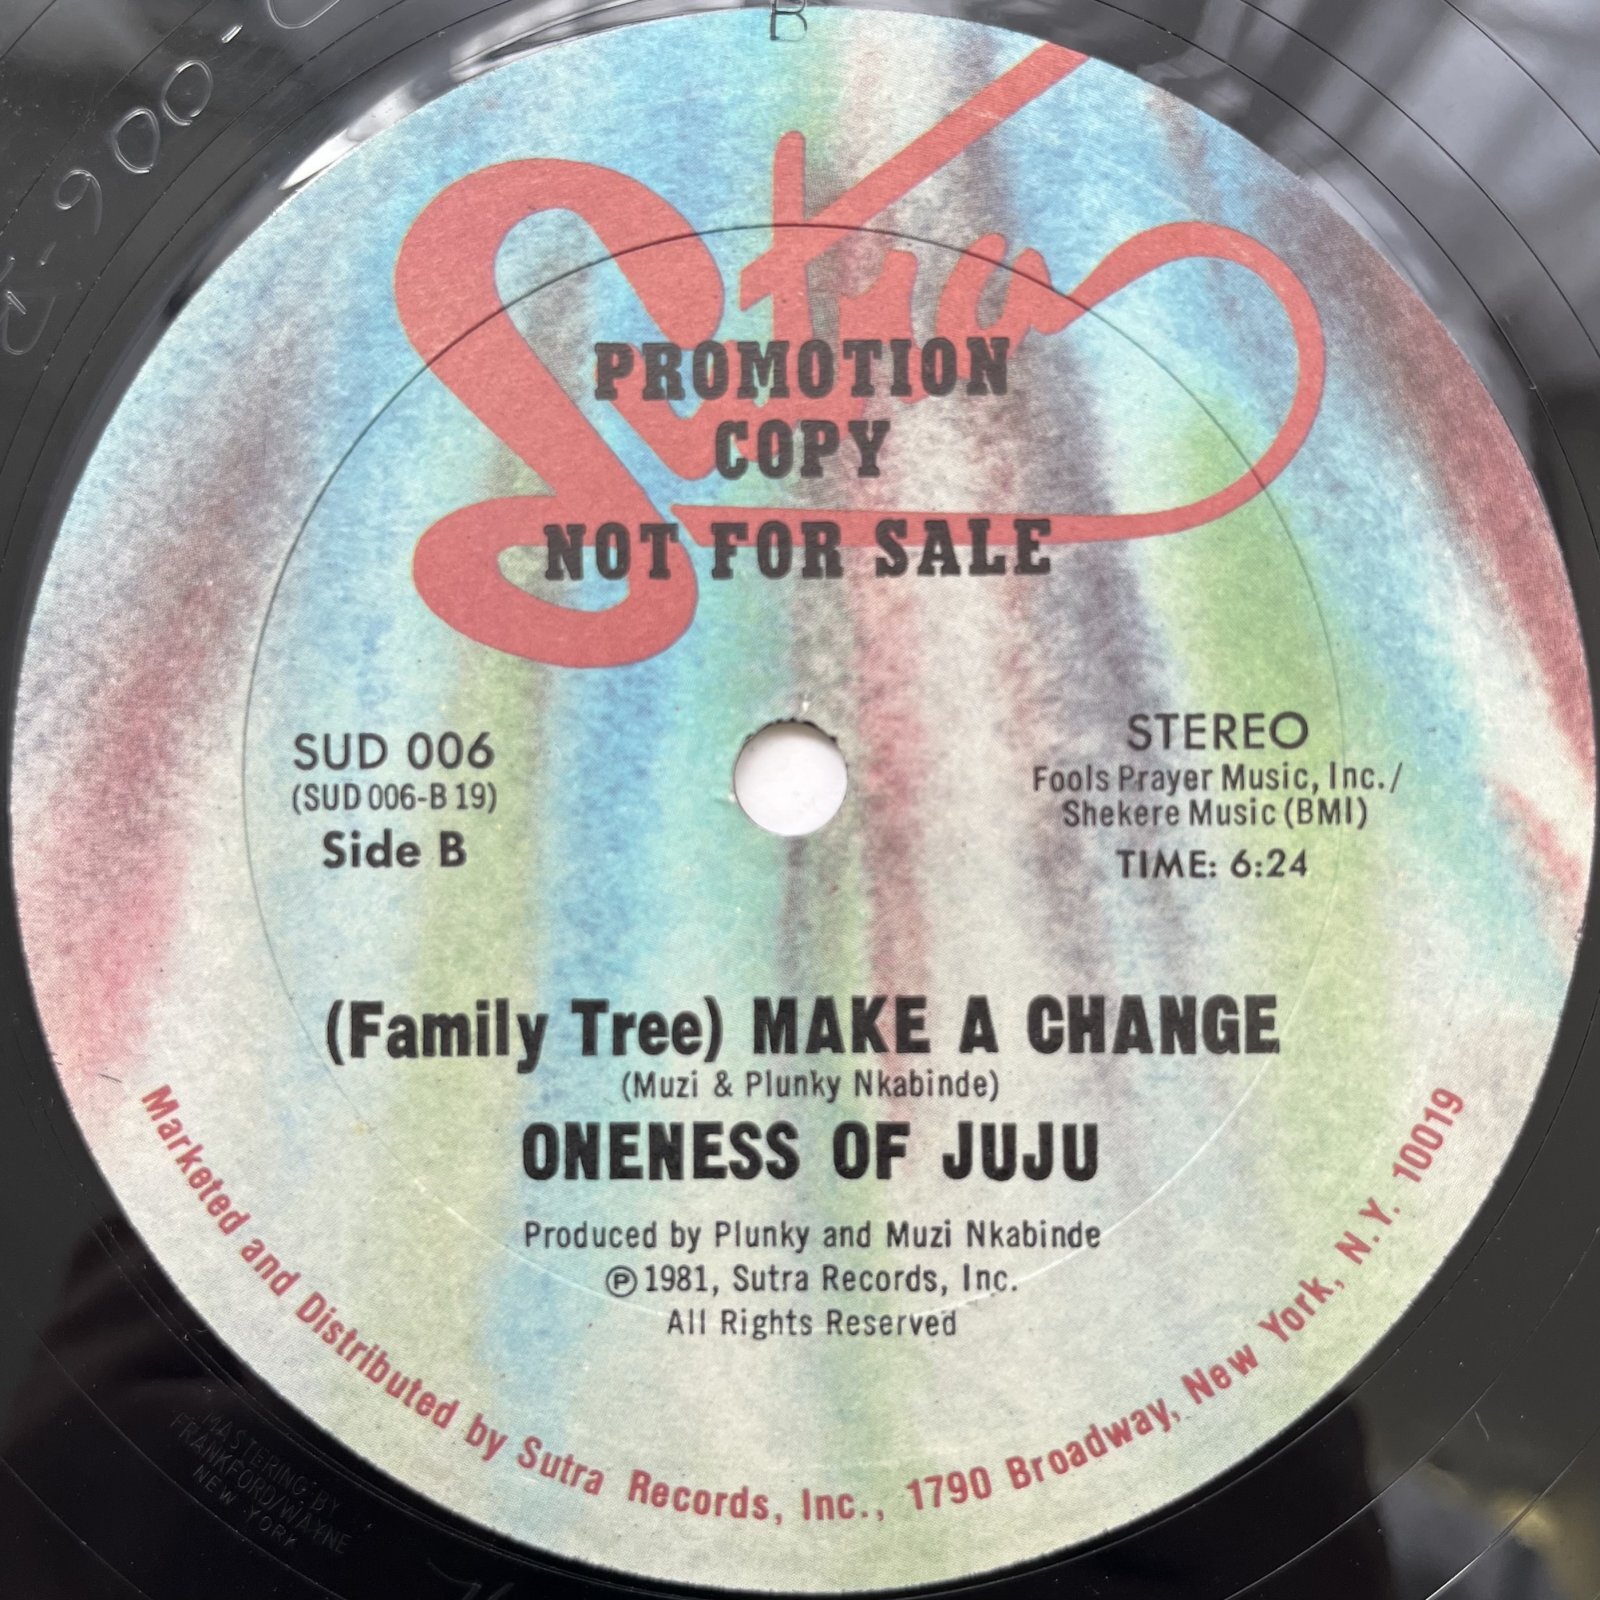 B
Sutra
PROMOTION
COPY
NOT FOR SALE
SUD 006
(SUD 006-B 19)
Side B
STEREO
Fools Prayer Music, Inc./
Shekere Music (BMI)
TIME: 6:24
(Family Tree) MAKE A CHANGE
(Muzi & Plunky Nkabinde)
ONENESS OF JUJU
Produced by Plunky and Muzi Nkabinde
Ⓟ 1981, Sutra Records, Inc.
All Rights Reserved
Marketed and Distributed by Sutra Records, Inc., 1790 Broadway, New York, N.Y. 10019
MASTERING BY
FRANKFORD/WAYNE
NEW YORK